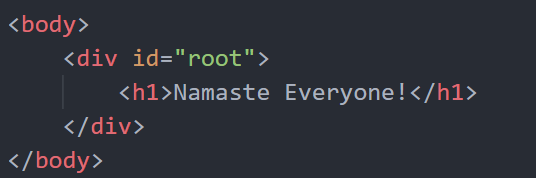 <body>
    <div id="root">
        <h1>Namaste Everyone!</h1>
    </div>
</body>